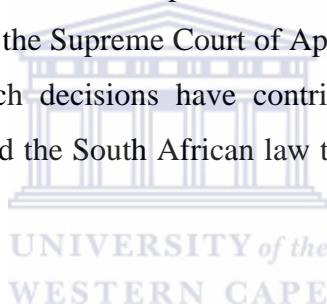 the Supreme Court of Ap
ch decisions have contri
d the South African law t
UNIVERSITY of the
WESTERN CAPE